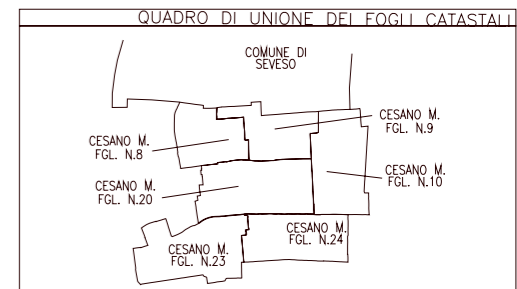 QUADRO DI UNIONE DEI FOGLI CATASTALI
COMUNE DI
SEVESO
CESANO M.
FGL. N.9
CESANO M.
FGL. N.8
CESANO M.
FGL. N.10
CESANO M.
FGL. N.20
CESANO M.
FGL. N.24
CESANO M.
FGL. N.23